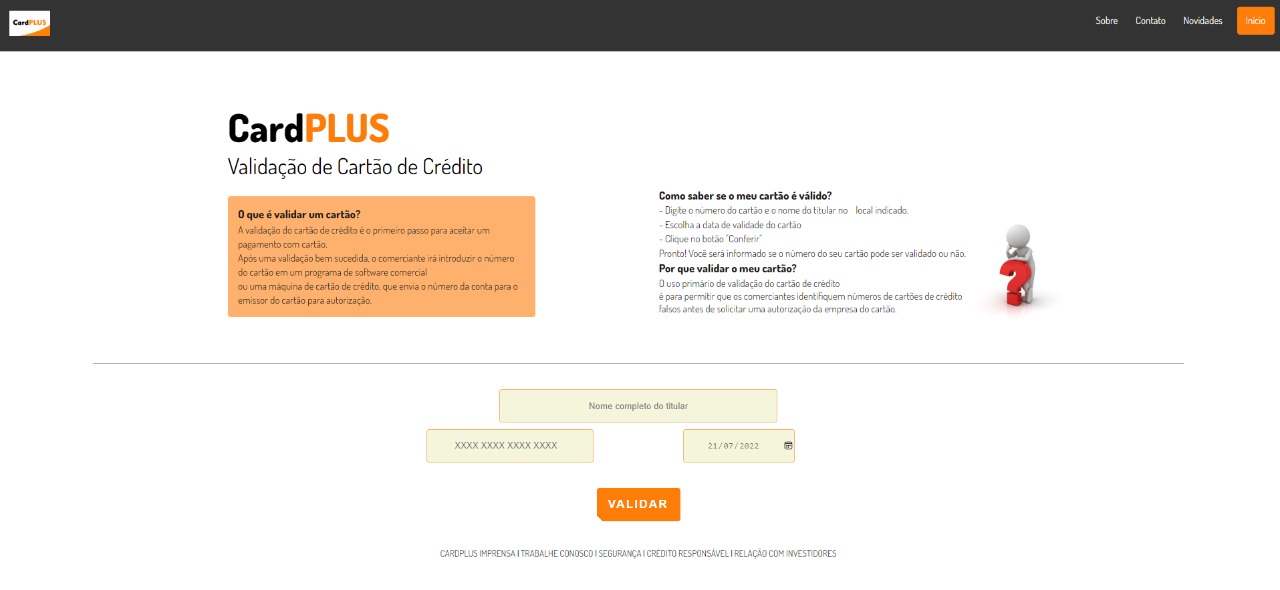 CardPLUS
Sobre Contato Novidades Início
CardPLUS
Validação de Cartão de Crédito
O que é validar um cartão?
A validação do cartão de crédito é o primeiro passo para aceitar um
pagamento com cartão.
Após uma validação bem sucedida, o comerciante irá introduzir o número
do cartão em um programa de software comercial
ou uma máquina de cartão de crédito, que envia o número da conta para o
emissor do cartão para autorização.
Como saber se o meu cartão é válido?
- Digite o número do cartão e o nome do titular no local indicado.
- Escolha a data de validade do cartão
- Clique no botão "Conferir"
Pronto! Você será informado se o número do seu cartão pode ser validado ou não.
Por que validar o meu cartão?
O uso primário de validação do cartão de crédito
é para permitir que os comerciantes identifiquem números de cartões de crédito
falsos antes de solicitar uma autorização da empresa do cartão.
?
Nome completo do titular
XXXX XXXX XXXX XXXX
21/07/2022
VALIDAR
CARDPLUS IMPRENSA | TRABALHE CONOSCO | SEGURANÇA | CRÉDITO RESPONSÁVEL | RELAÇÃO COM INVESTIDORES